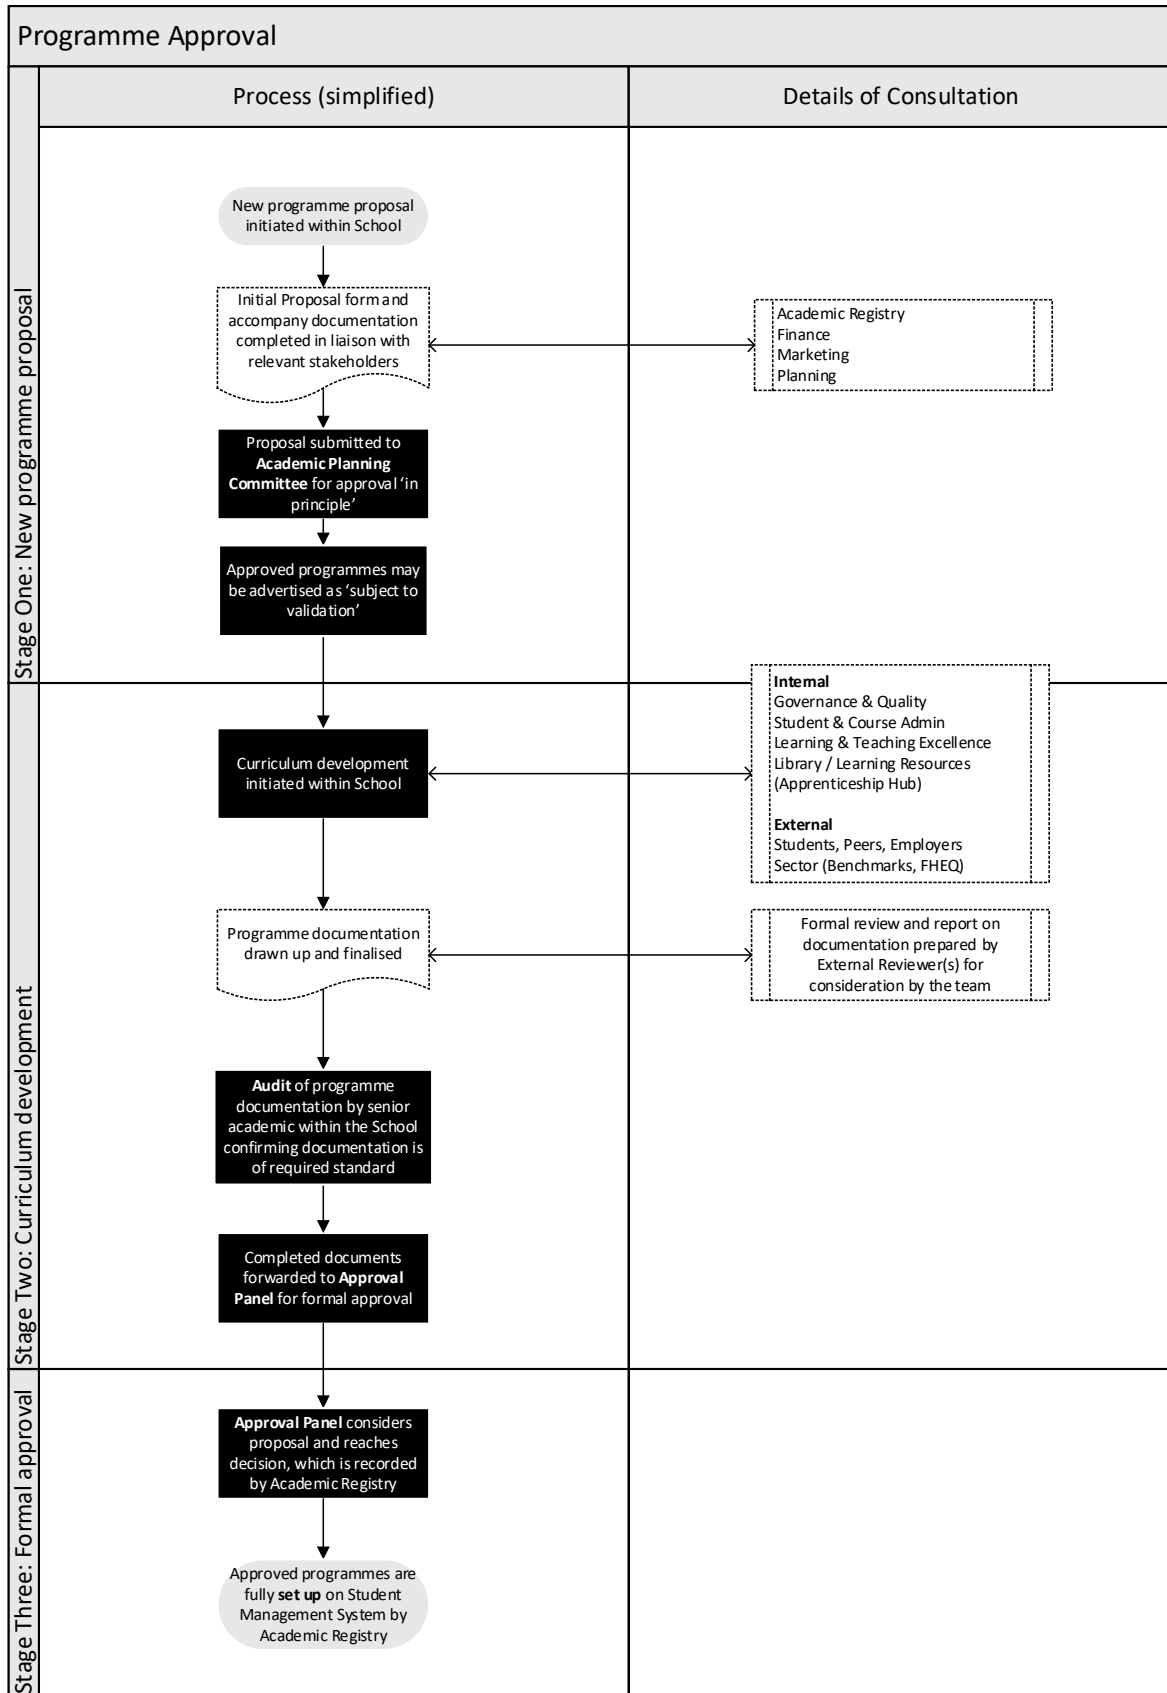 Programme Approval
Process (simplified)
Details of Consultation
Stage One: New programme proposal
New programme proposal
initiated within School
Initial Proposal form and
accompany documentation
completed in liaison with
relevant stakeholders
Academic Registry
Finance
Marketing
Planning
Proposal submitted to
Academic Planning
Committee for approval ‘in
principle’
Approved programmes may
be advertised as ‘subject to
validation’
Stage Two: Curriculum development
Curriculum development
initiated within School
Internal
Governance & Quality
Student & Course Admin
Learning & Teaching Excellence
Library / Learning Resources
(Apprenticeship Hub)
External
Students, Peers, Employers
Sector (Benchmarks, FHEQ)
Programme documentation
drawn up and finalised
Formal review and report on
documentation prepared by
External Reviewer(s) for
consideration by the team
Audit of programme
documentation by senior
academic within the School
confirming documentation is
of required standard
Completed documents
forwarded to Approval
Panel for formal approval
Stage Three: Formal approval
Approval Panel considers
proposal and reaches
decision, which is recorded
by Academic Registry
Approved programmes are
fully set up on Student
Management System by
Academic Registry